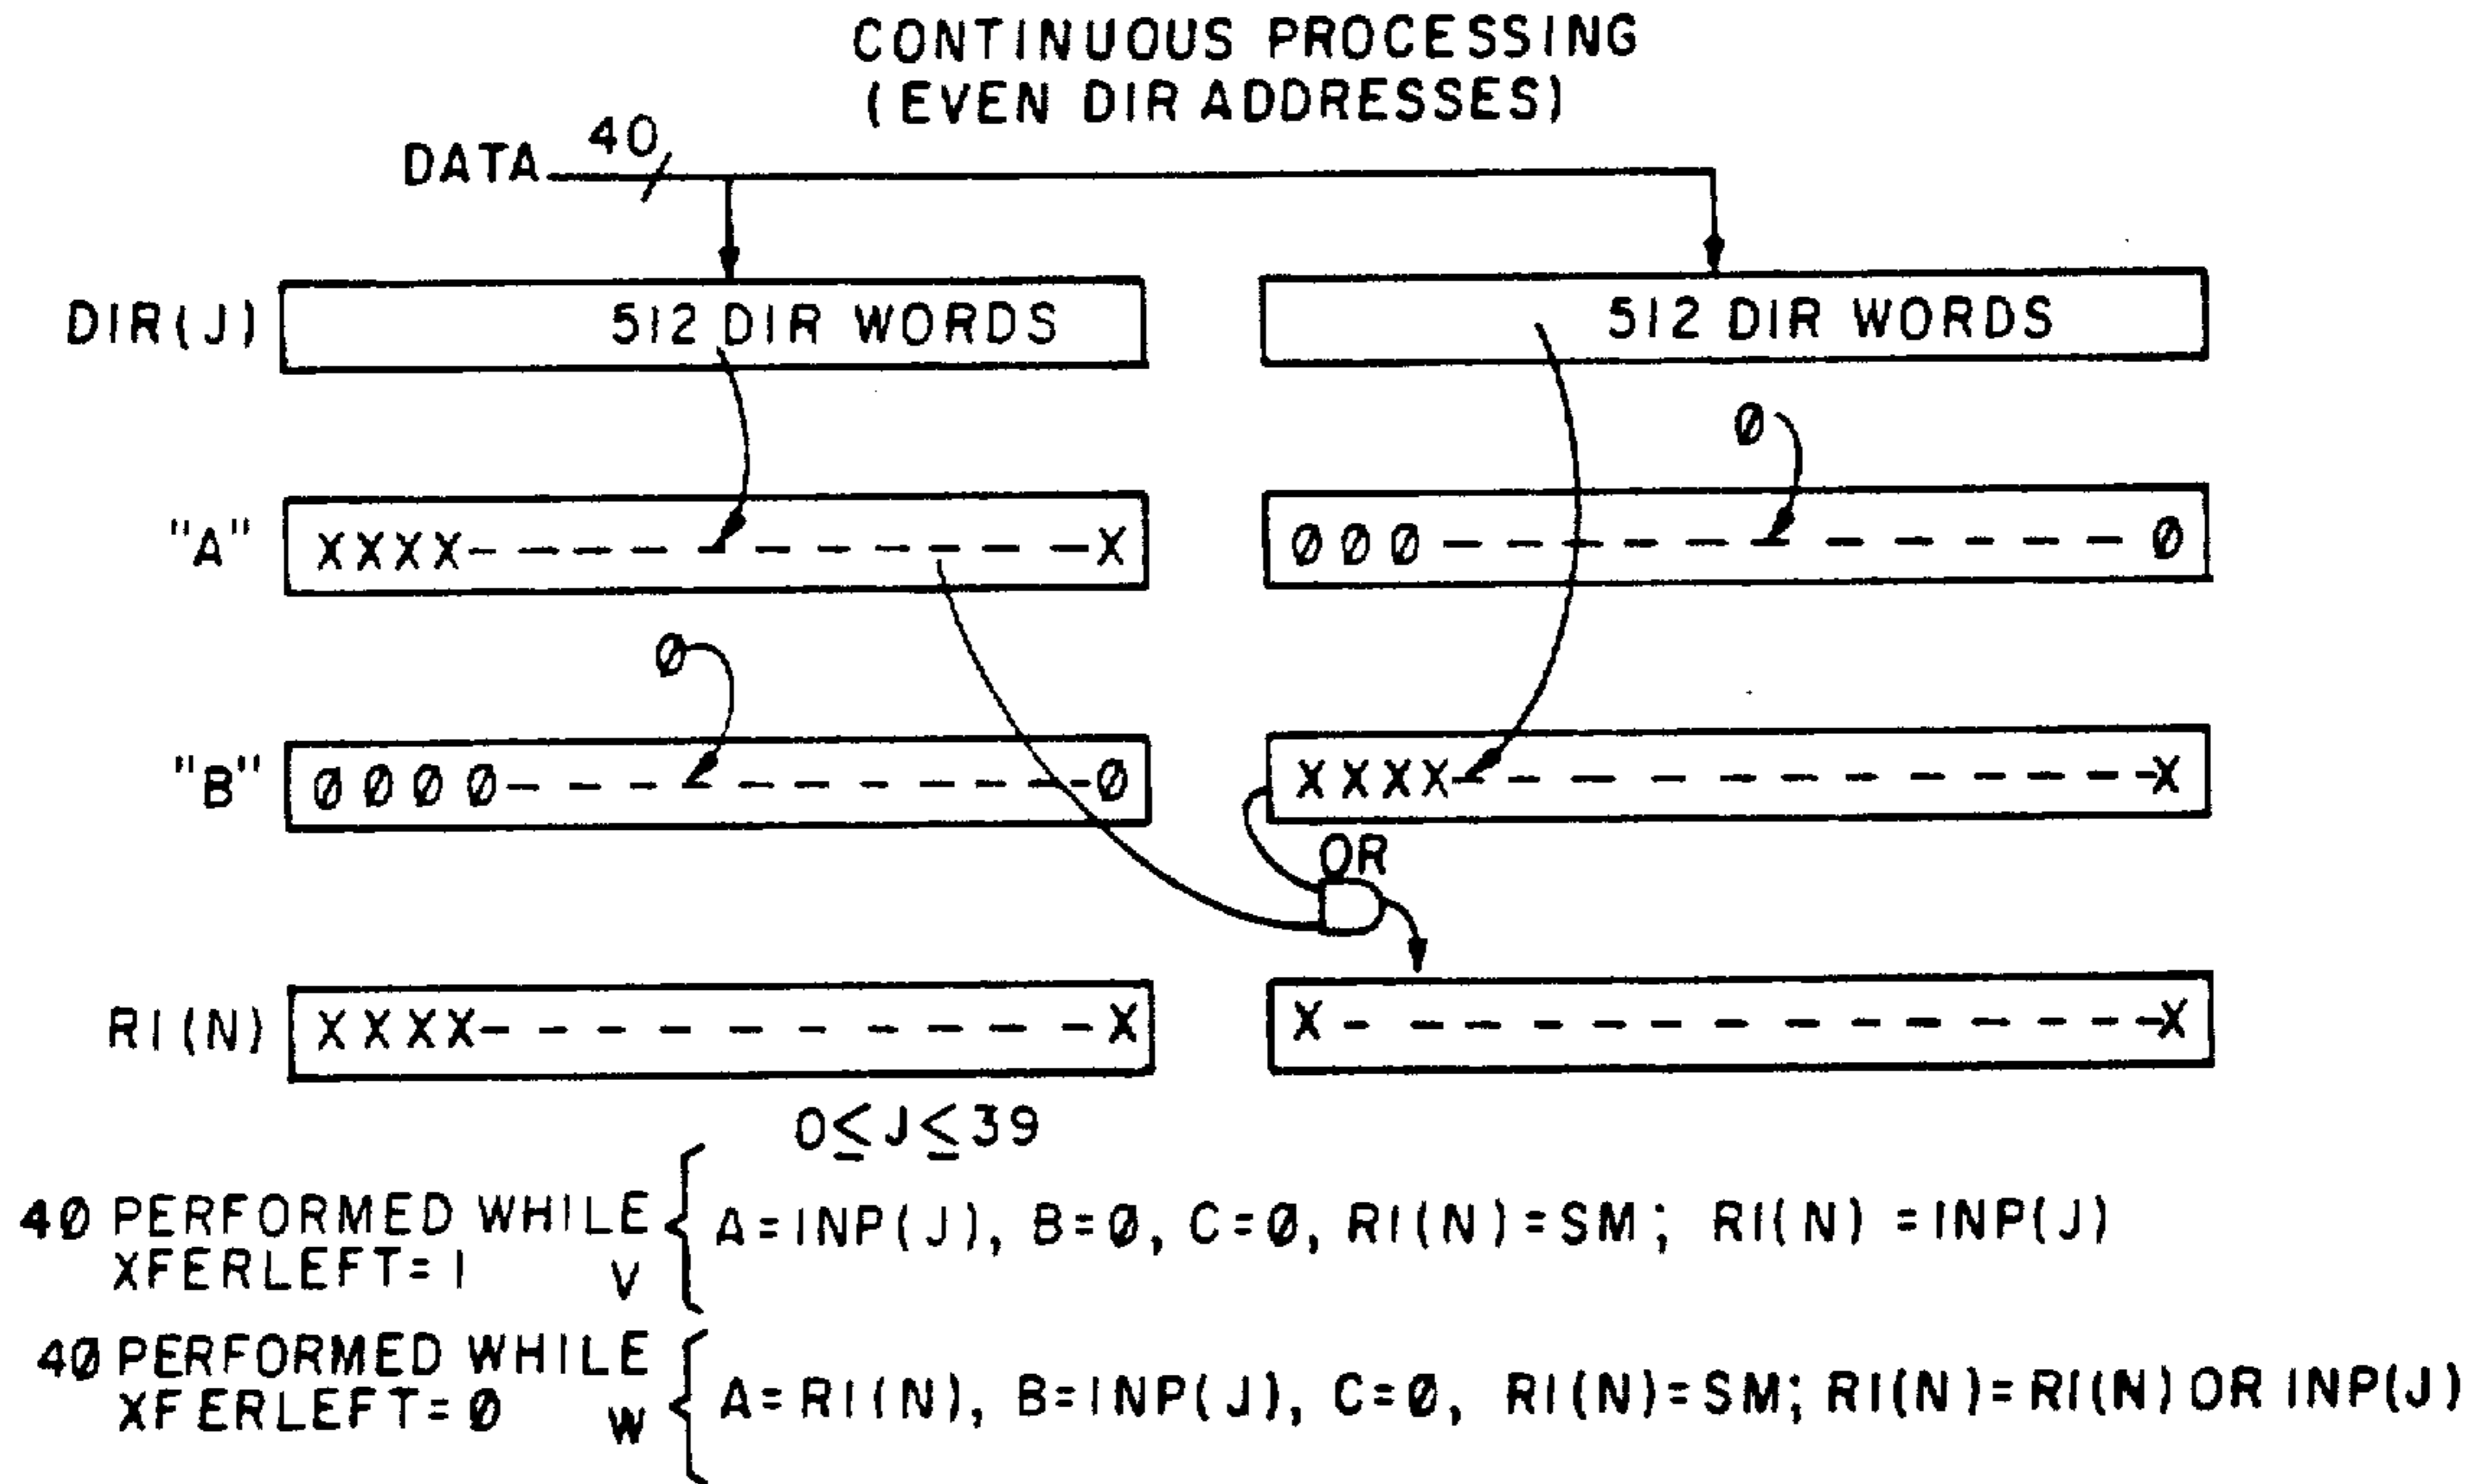 CONTINUOUS PROCESSING
(EVEN DIR ADDRESSES)
DATA 40
DIR(J) 512 DIR WORDS 512 DIR WORDS
Ø
"A" XXXX- - - - - - - - - - -X ØØØ- - - - - - - - - - Ø
Ø
"B" ØØØØ- - - - - - - - - -Ø XXXX- - - - - - - - - -X
OR
RI(N) XXXX- - - - - - - - - -X X- - - - - - - - - - - -X
0≤J≤39
4Ø PERFORMED WHILE
XFERLEFT=1 V
A=INP(J), B=Ø, C=Ø, RI(N)=SM; RI(N)=INP(J)
4Ø PERFORMED WHILE
XFERLEFT=Ø W
A=RI(N), B=INP(J), C=Ø, RI(N)=SM; RI(N)=RI(N) OR INP(J)